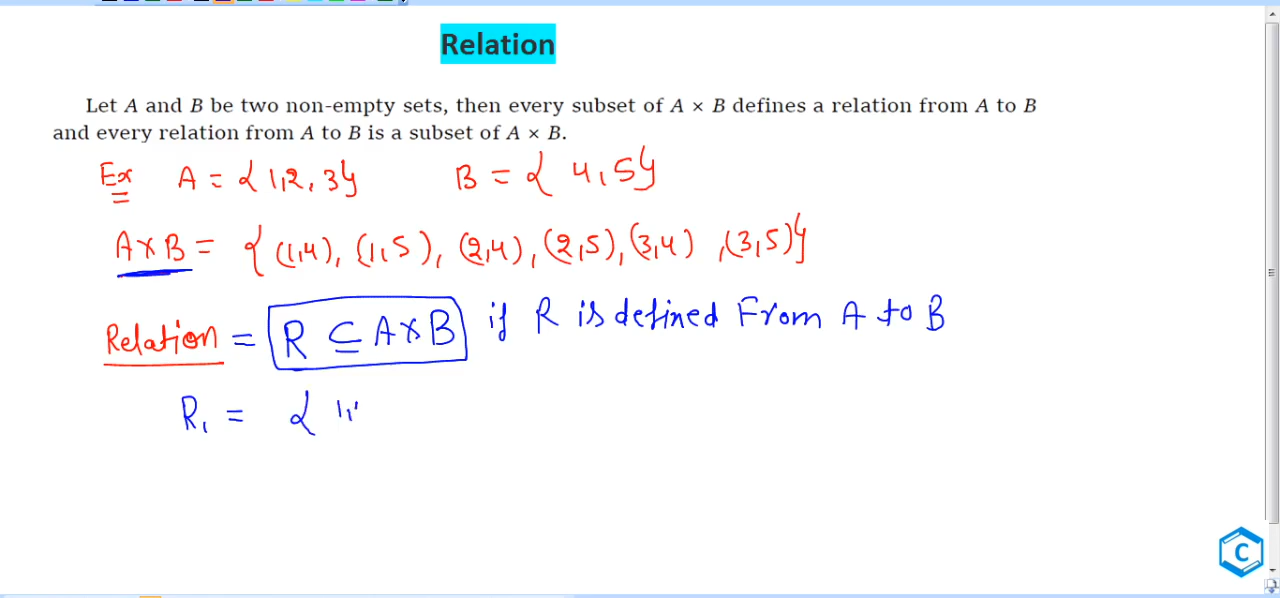 Relation
Let A and B be two non-empty sets, then every subset of A × B defines a relation from A to B
and every relation from A to B is a subset of A × B.
Ex A = {1,2,3} B = {4,5}
A×B = {(1,4), (1,5), (2,4), (2,5), (3,4), (3,5)}
Relation = R ⊆ A×B if R is defined From A to B
R₁ = { 1,
C